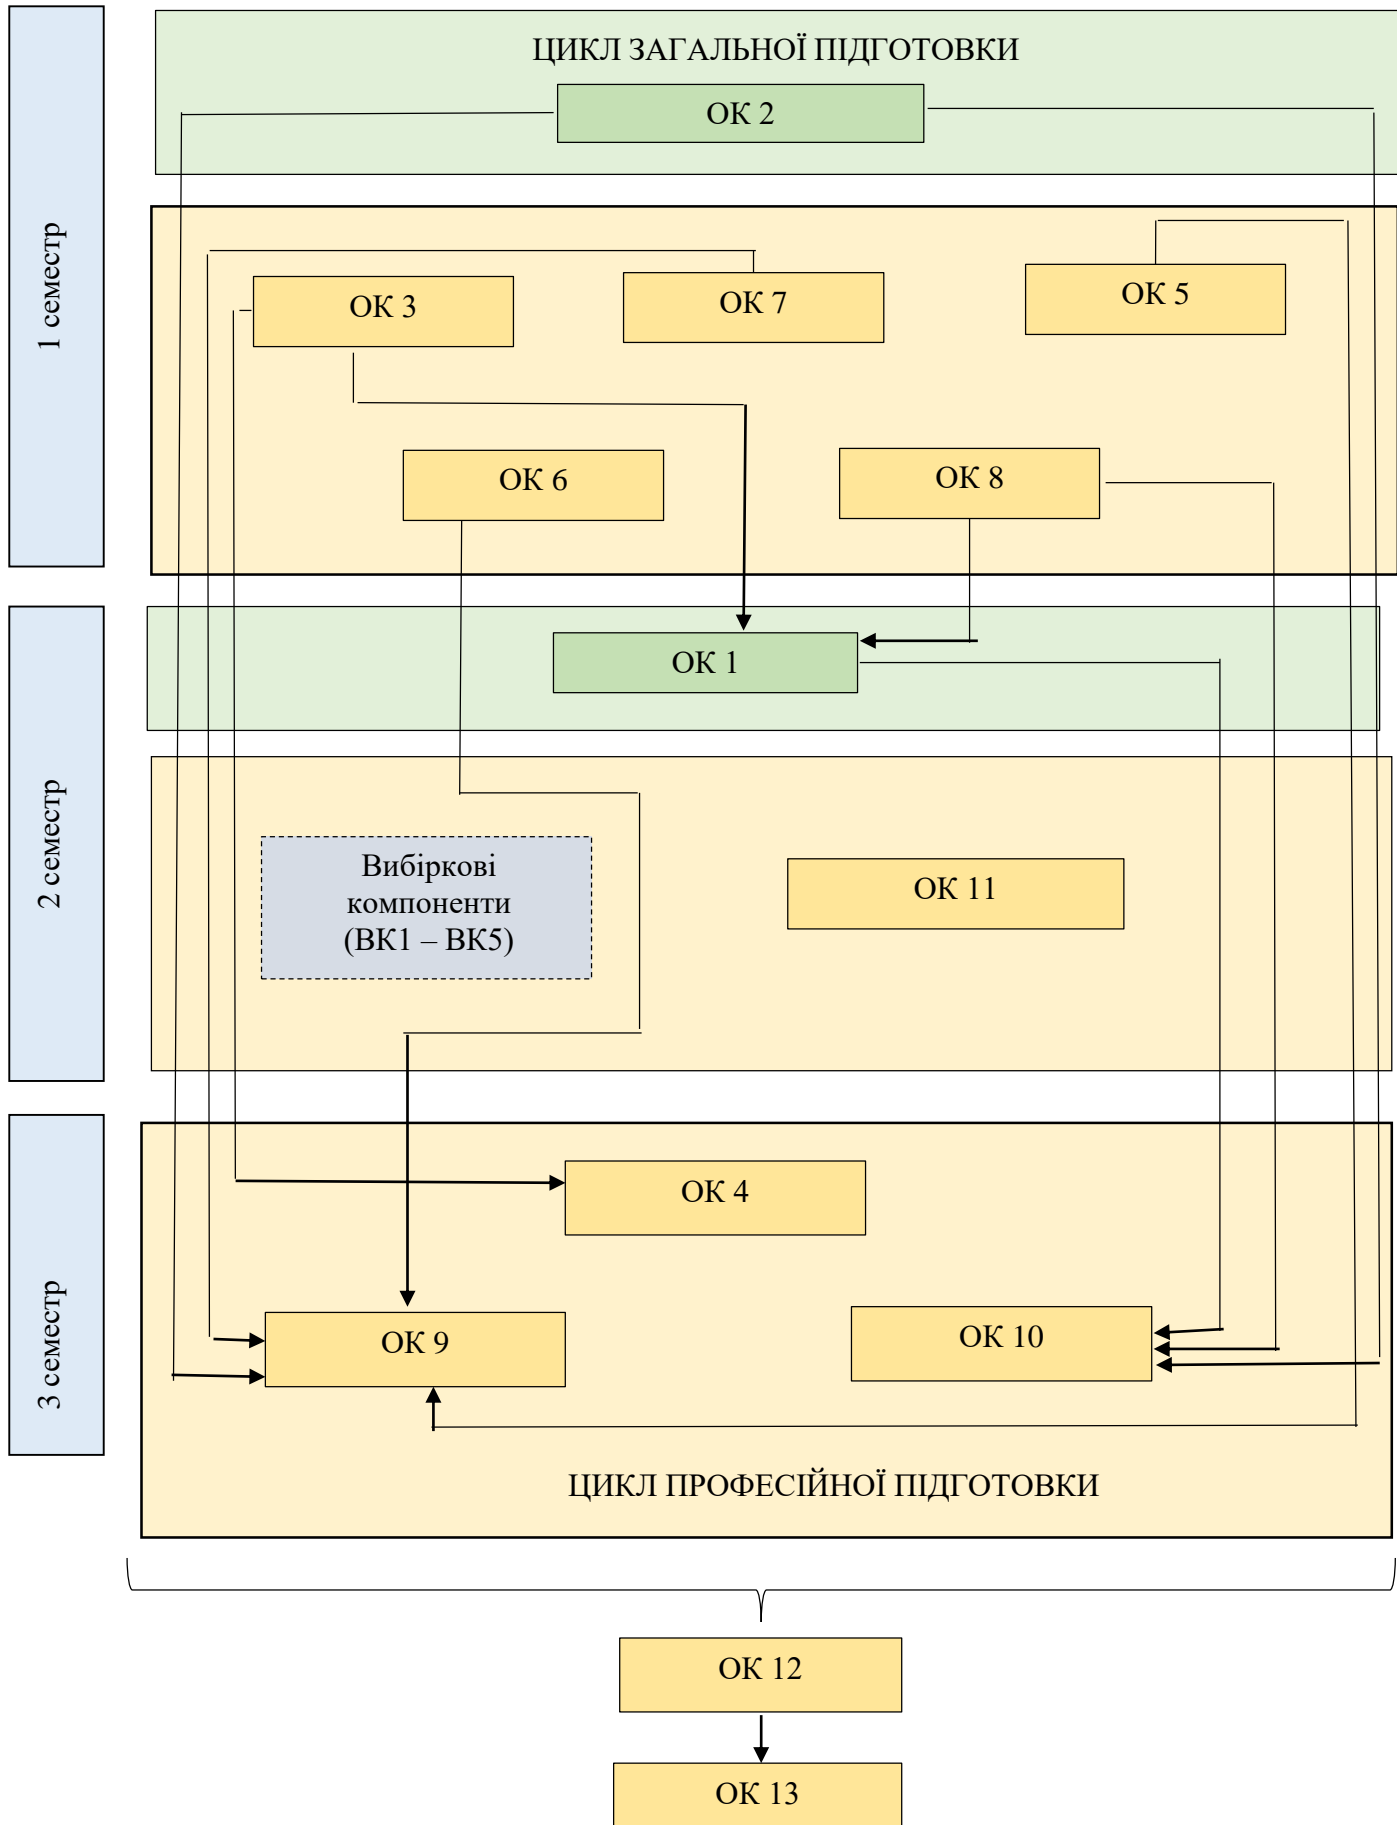 1 семестр
ЦИКЛ ЗАГАЛЬНОЇ ПІДГОТОВКИ
ОК 2
ОК 3
ОК 7
ОК 5
ОК 6
ОК 8
2 семестр
ОК 1
Вибіркові
компоненти
(ВК1 – ВК5)
ОК 11
3 семестр
ОК 4
ОК 9
ОК 10
ЦИКЛ ПРОФЕСІЙНОЇ ПІДГОТОВКИ
ОК 12
ОК 13